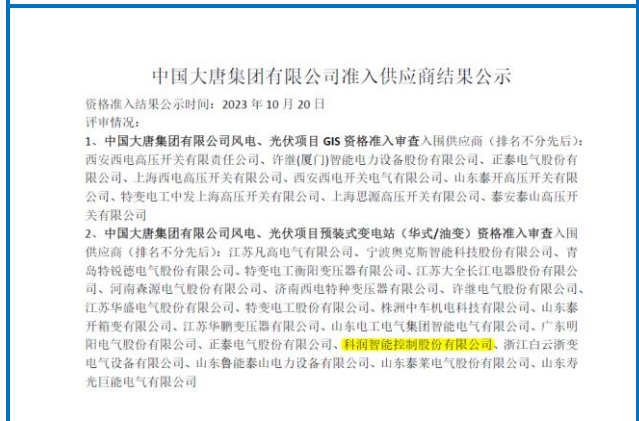 中国大唐集团有限公司准入供应商结果公示
资格准入结果公示时间：2023 年 10 月 20 日
评审情况：
1、中国大唐集团有限公司风电、光伏项目 GIS 资格准入审查入围供应商（排名不分先后）：
西安西电高压开关有限责任公司、许继(厦门)智能电力设备股份有限公司、正泰电气股份有
限公司、上海西电高压开关有限公司、西安西电开关电气有限公司、山东泰开高压开关有限
公司、特变电工中发上海高压开关有限公司、上海思源高压开关有限公司、泰安泰山高压开
关有限公司
2、中国大唐集团有限公司风电、光伏项目预装式变电站（华式/油变）资格准入审查入围
供应商（排名不分先后）：江苏凡高电气有限公司、宁波奥克斯智能科技股份有限公司、青
岛特锐德电气股份有限公司、特变电工衡阳变压器有限公司、江苏大全长江电器股份有限公
司、河南森源电气股份有限公司、济南西电特种变压器有限公司、许继电气股份有限公司、
江苏华盛电气股份有限公司、特变电工股份有限公司、株洲中车机电科技有限公司、山东泰
开箱变有限公司、江苏华鹏变压器有限公司、山东电工电气集团智能电气有限公司、广东明
阳电气股份有限公司、正泰电气股份有限公司、科润智能控制股份有限公司、浙江白云浙变
电气设备有限公司、山东鲁能泰山电力设备有限公司、山东泰莱电气股份有限公司、山东寿
光巨能电气有限公司